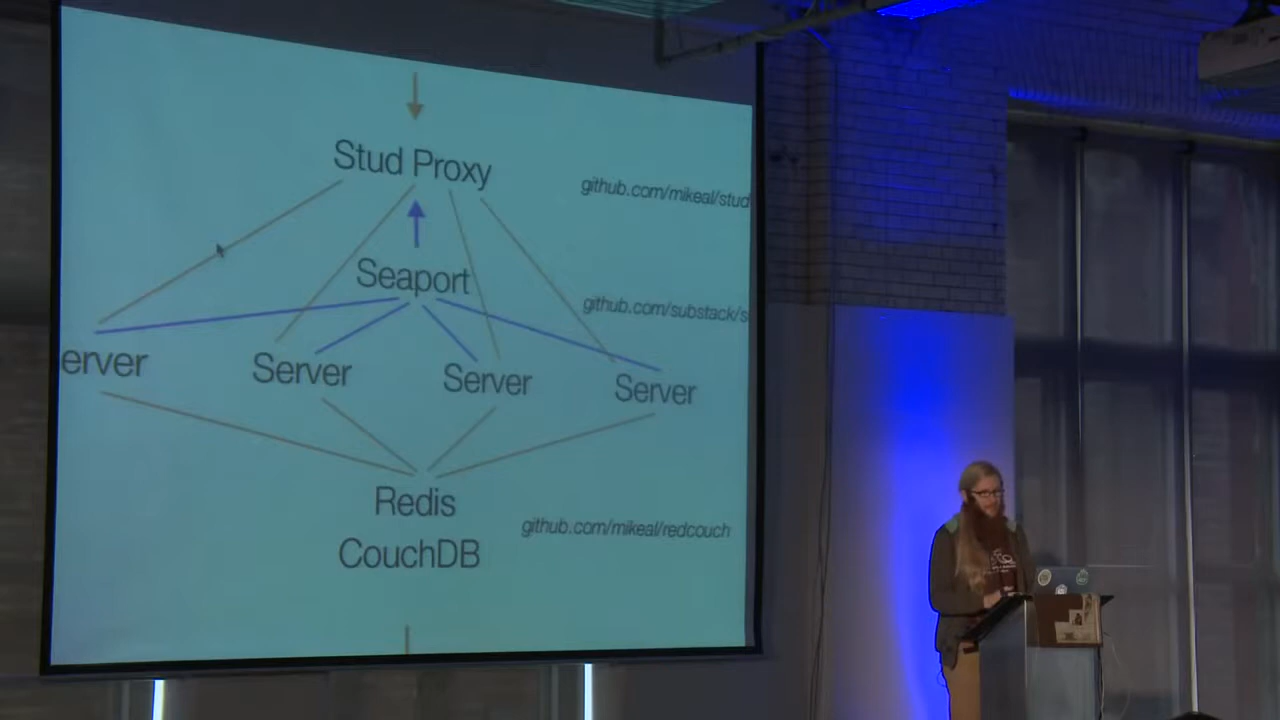 Stud Proxy
github.com/mikeal/stud
Seaport
github.com/substack/s
erver
Server
Server
Server
Redis
github.com/mikeal/redcouch
CouchDB